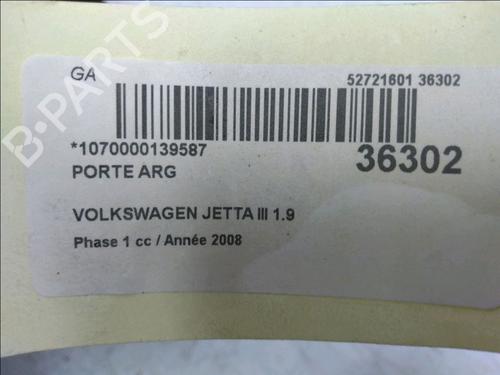 GA
52721601 36302
*1070000139587
36302
PORTE ARG
VOLKSWAGEN JETTA III 1.9
Phase 1 cc / Année 2008
B-PARTS